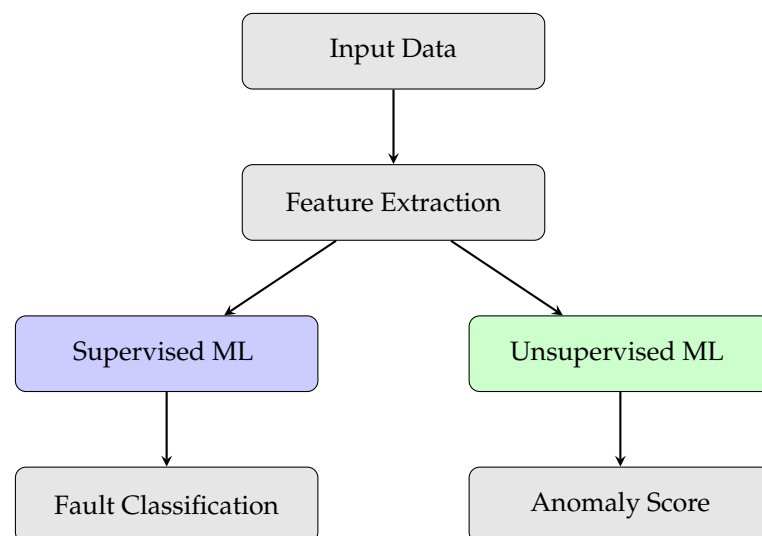 Input Data
Feature Extraction
Supervised ML
Unsupervised ML
Fault Classification
Anomaly Score